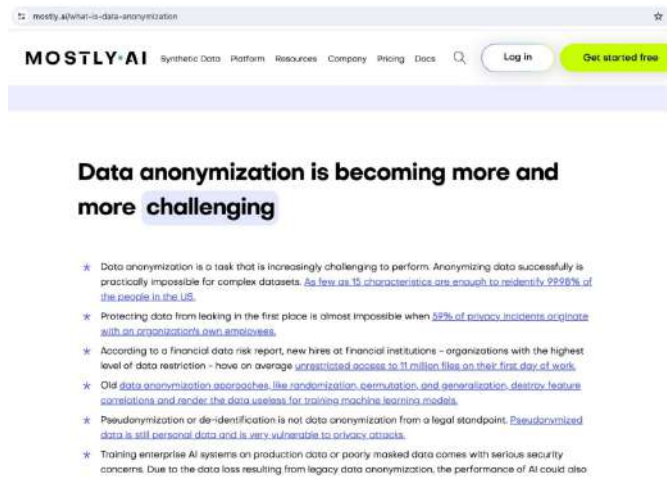 mostly.ai/what-is-data-anonymization
MOSTLY·AI Synthetic Data Platform Resources Company Pricing Docs Log in Get started free
Data anonymization is becoming more and
more challenging
Data anonymization is a task that is increasingly challenging to perform. Anonymizing data successfully is
practically impossible for complex datasets. As few as 15 characteristics are enough to reidentify 99.98% of
the people in the US.
Protecting data from leaking in the first place is almost impossible when 59% of privacy incidents originate
with an organization's own employees.
According to a financial data risk report, new hires at financial institutions – organizations with the highest
level of data restriction - have on average unrestricted access to 11 million files on their first day of work.
Old data anonymization approaches, like randomization, permutation, and generalization, destroy feature
correlations and render the data useless for training machine learning models.
Pseudonymization or de-identification is not data anonymization from a legal standpoint. Pseudonymized
data is still personal data and is very vulnerable to privacy attacks.
Training enterprise AI systems on production data or poorly masked data comes with serious security
concerns. Due to the data loss resulting from legacy data anonymization, the performance of AI could also